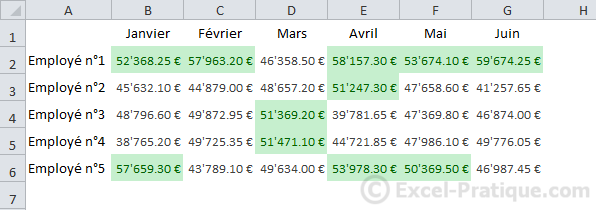 A B C D E F G H
1 Janvier Février Mars Avril Mai Juin
2 Employé n°1 52'368.25 € 57'963.20 € 46'358.50 € 58'157.30 € 53'674.10 € 59'674.25 €
3 Employé n°2 45'632.10 € 44'879.00 € 48'657.20 € 51'247.30 € 47'658.60 € 41'257.65 €
4 Employé n°3 48'796.60 € 49'872.95 € 51'369.20 € 39'781.65 € 47'369.80 € 46'874.00 €
5 Employé n°4 38'765.20 € 49'725.35 € 51'471.10 € 44'721.85 € 47'986.10 € 49'776.05 €
6 Employé n°5 57'659.30 € 43'789.10 € 49'634.00 € 53'978.30 € 50'369.50 € 46'987.45 €
7
© Excel-Pratique.com